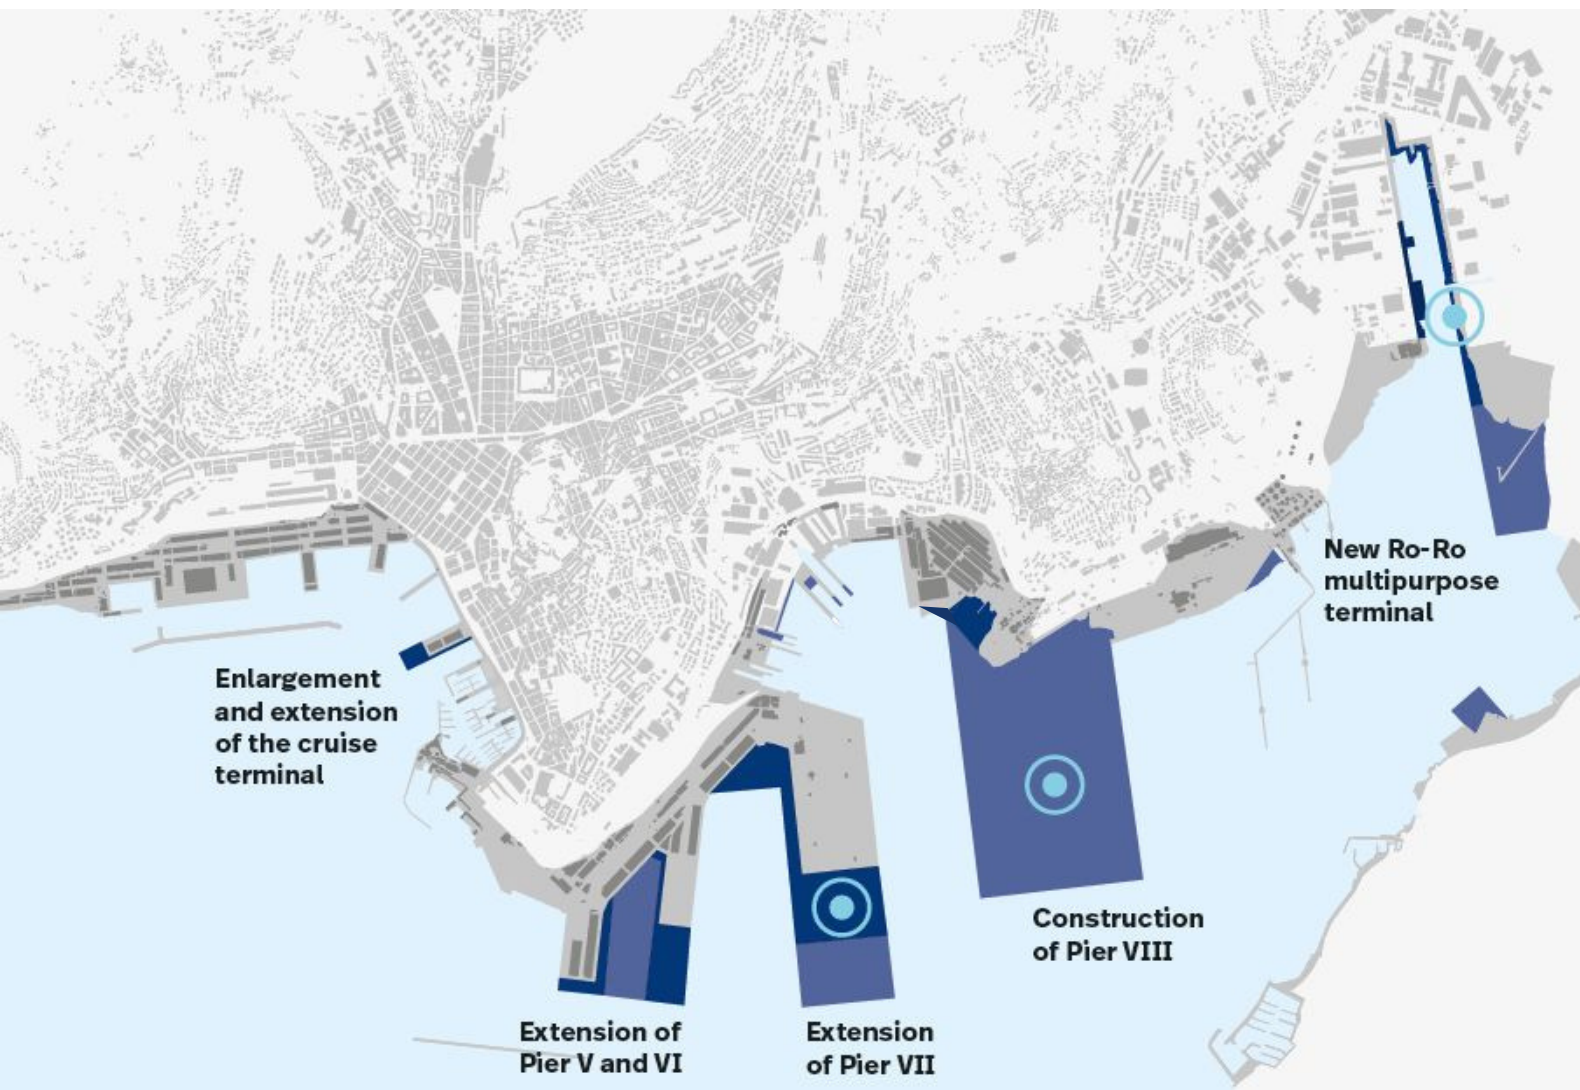 New Ro-Ro
multipurpose
terminal
Enlargement
and extension
of the cruise
terminal
Construction
of Pier VIII
Extension of
Pier V and VI
Extension
of Pier VII